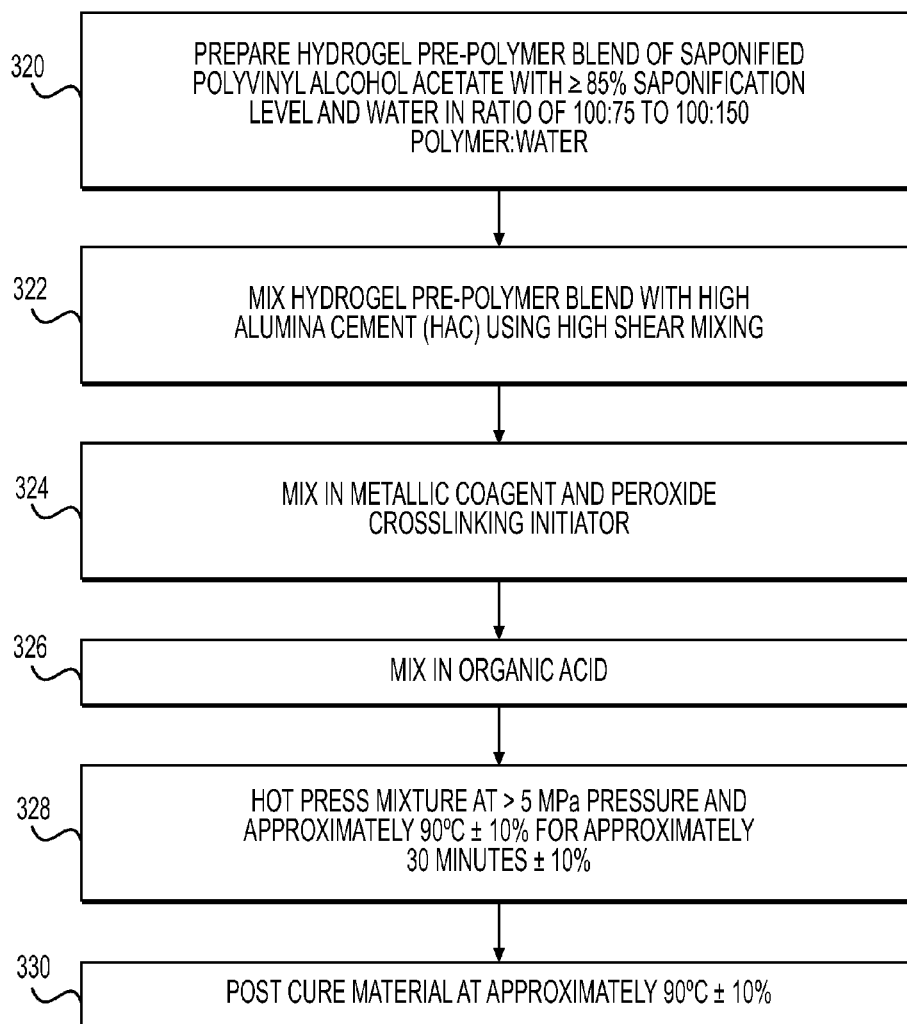 320
PREPARE HYDROGEL PRE-POLYMER BLEND OF SAPONIFIED
POLYVINYL ALCOHOL ACETATE WITH ≥ 85% SAPONIFICATION
LEVEL AND WATER IN RATIO OF 100:75 TO 100:150
POLYMER:WATER
322
MIX HYDROGEL PRE-POLYMER BLEND WITH HIGH
ALUMINA CEMENT (HAC) USING HIGH SHEAR MIXING
324
MIX IN METALLIC COAGENT AND PEROXIDE
CROSSLINKING INITIATOR
326
MIX IN ORGANIC ACID
328
HOT PRESS MIXTURE AT > 5 MPa PRESSURE AND
APPROXIMATELY 90ºC ± 10% FOR APPROXIMATELY
30 MINUTES ± 10%
330
POST CURE MATERIAL AT APPROXIMATELY 90ºC ± 10%